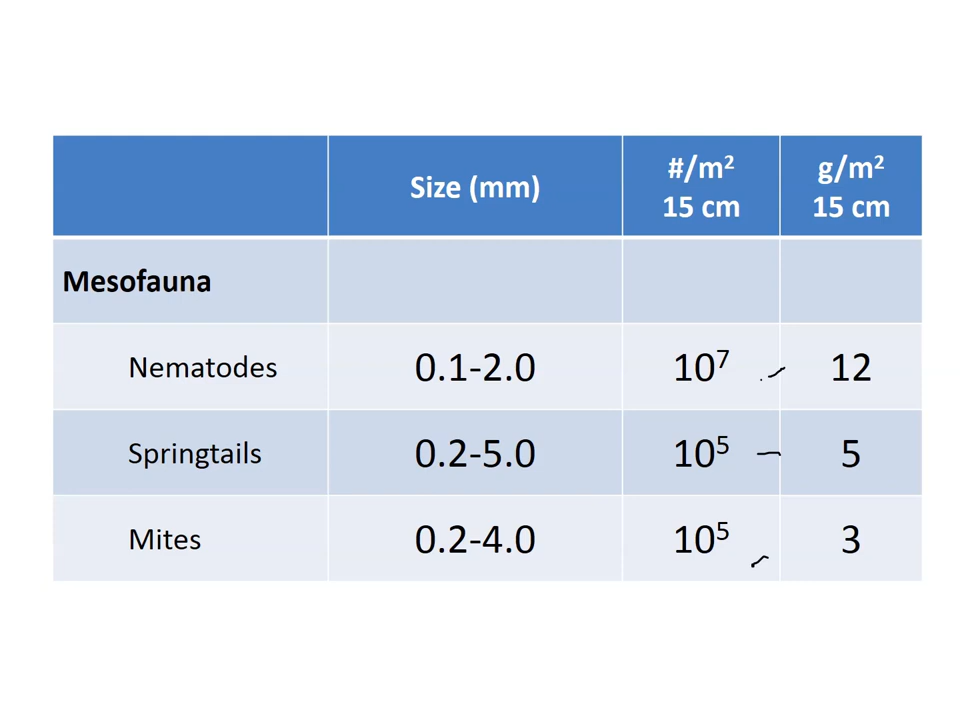 Size (mm) #/m² g/m²
15 cm 15 cm
Mesofauna
Nematodes 0.1-2.0 10⁷ 12
Springtails 0.2-5.0 10⁵ 5
Mites 0.2-4.0 10⁵ 3